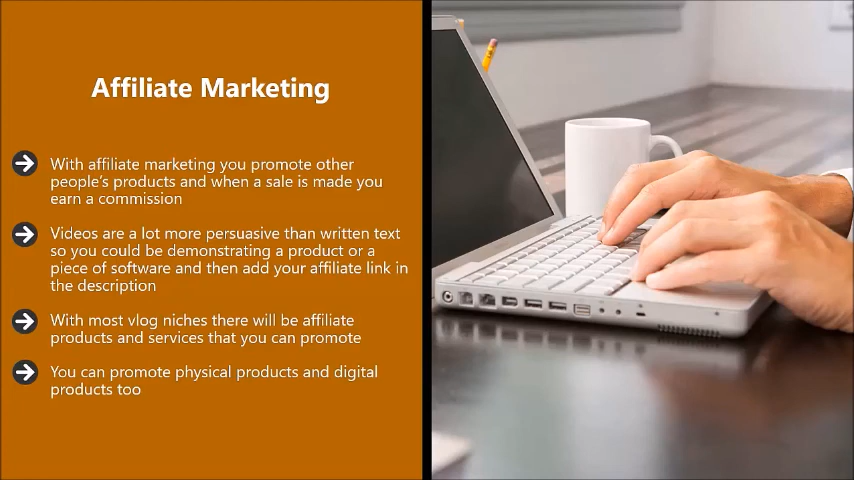 Affiliate Marketing
With affiliate marketing you promote other
people's products and when a sale is made you
earn a commission
Videos are a lot more persuasive than written text
so you could be demonstrating a product or a
piece of software and then add your affiliate link in
the description
With most vlog niches there will be affiliate
products and services that you can promote
You can promote physical products and digital
products too